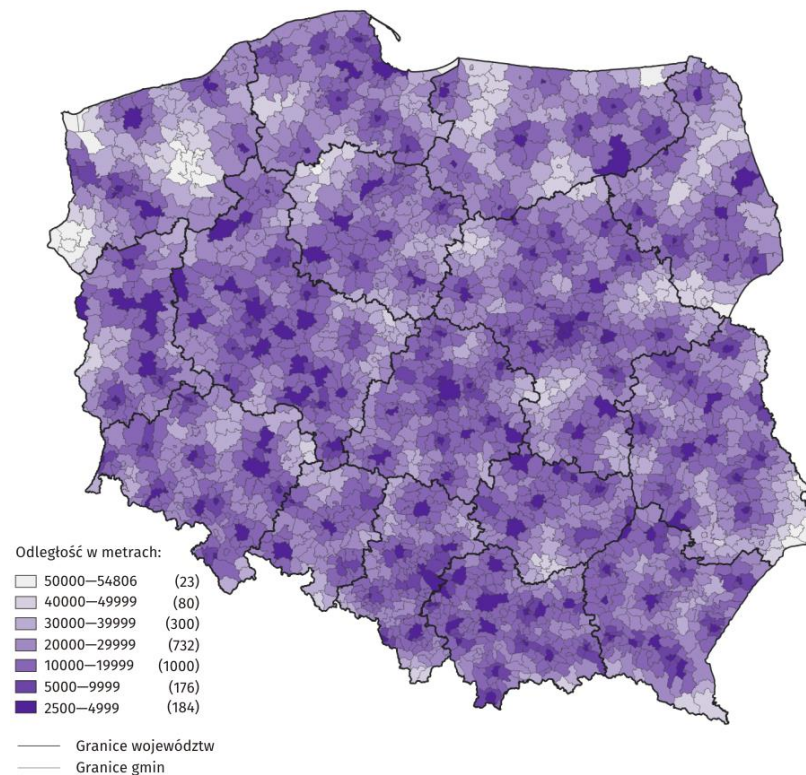 Odległość w metrach:
50000—54806 (23)
40000—49999 (80)
30000—39999 (300)
20000—29999 (732)
10000—19999 (1000)
5000—9999 (176)
2500—4999 (184)
Granice województw
Granice gmin